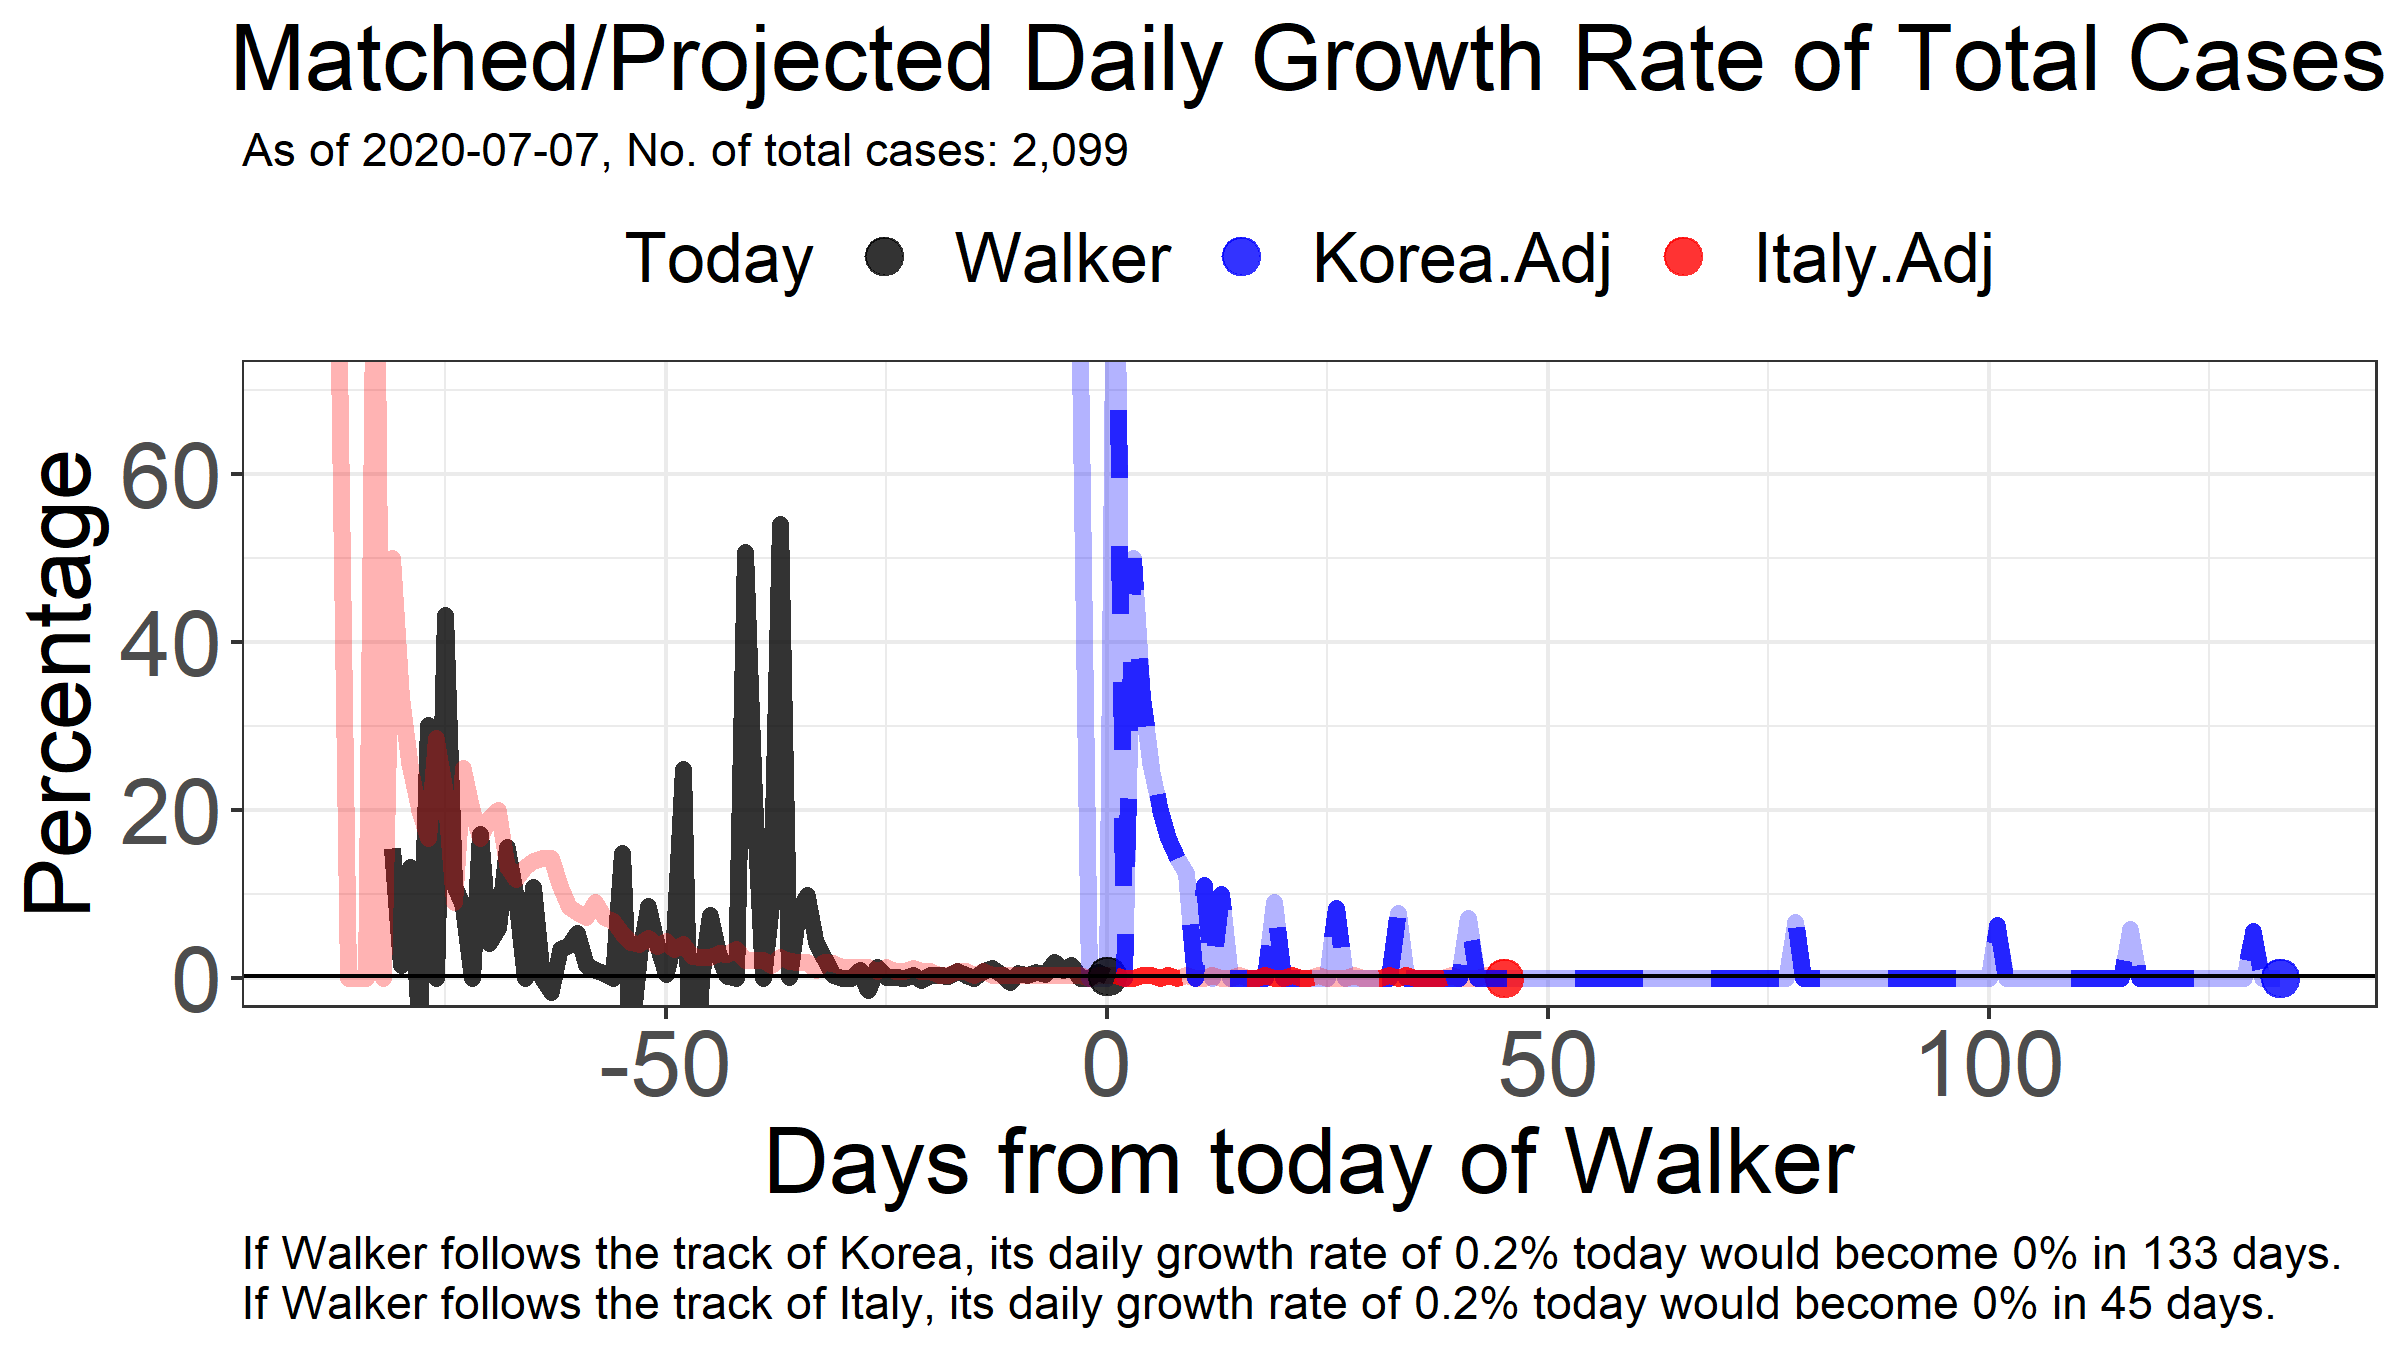 Matched/Projected Daily Growth Rate of Total Cases
As of 2020-07-07, No. of total cases: 2,099
Today Walker Korea.Adj Italy.Adj
Percentage
60
40
20
0
-50 0 50 100
Days from today of Walker
If Walker follows the track of Korea, its daily growth rate of 0.2% today would become 0% in 133 days.
If Walker follows the track of Italy, its daily growth rate of 0.2% today would become 0% in 45 days.